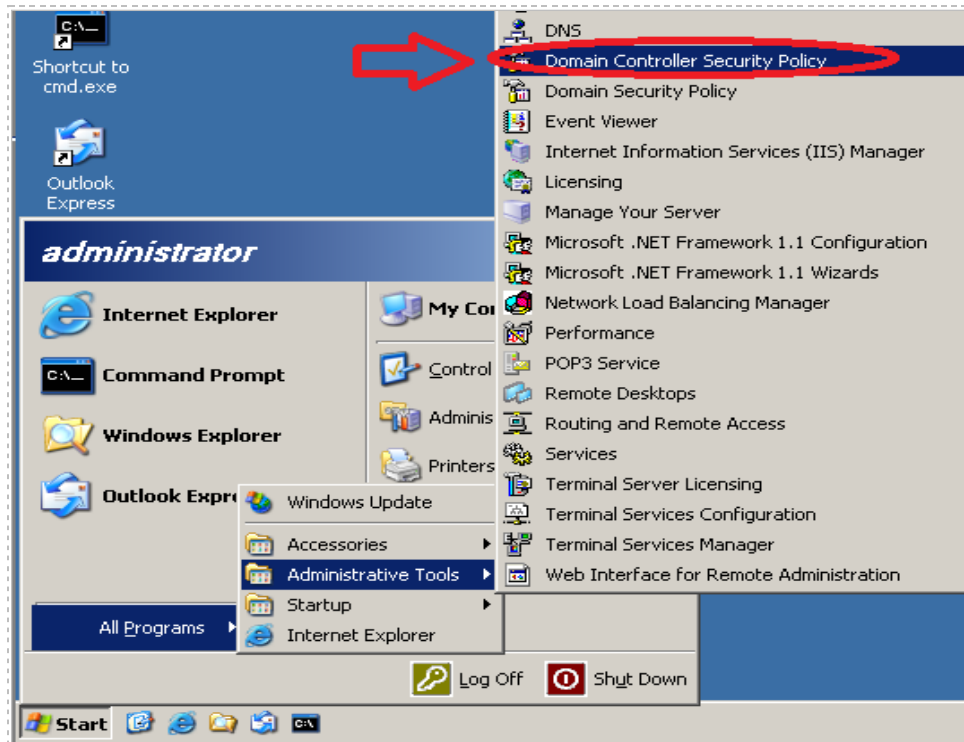 C:\_
Shortcut to
cmd.exe
Outlook
Express
administrator
Internet Explorer
C:\_
Command Prompt
Windows Explorer
Outlook Expre
My Co
Control
Adminis
Printers
Windows Update
Accessories
Administrative Tools
Startup
Internet Explorer
DNS
Domain Controller Security Policy
Domain Security Policy
Event Viewer
Internet Information Services (IIS) Manager
Licensing
Manage Your Server
Microsoft .NET Framework 1.1 Configuration
Microsoft .NET Framework 1.1 Wizards
Network Load Balancing Manager
Performance
POP3 Service
Remote Desktops
Routing and Remote Access
Services
Terminal Server Licensing
Terminal Services Configuration
Terminal Services Manager
Web Interface for Remote Administration
All Programs
Log Off
Shut Down
Start